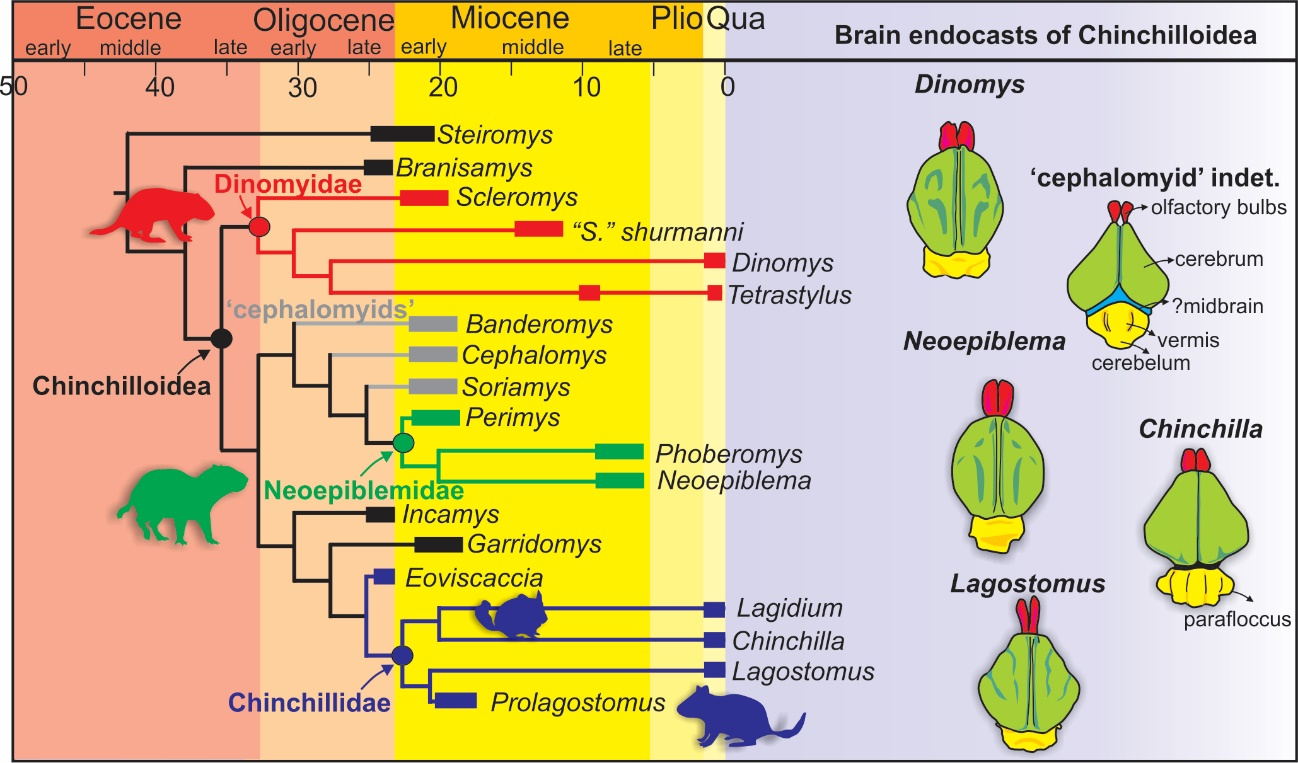 Eocene Oligocene Miocene Plio Qua
early middle late early late early middle late
Brain endocasts of Chinchilloidea
50 40 30 20 10 0
Dinomys
Steiromys
Branisamys
Dinomyidae
Scleromys
“S.” shurmanni
Dinomys
Tetrastylus
‘cephalomyids’
Banderomys
Cephalomys
Soriamys
Perimys
Chinchilloidea
Phoberomys
Neoepiblema
Neoepiblemidae
Incamys
Garridomys
Eoviscaccia
Lagidium
Chinchilla
Lagostomus
Chinchillidae
Prolagostomus
‘cephalomyid’ indet.
olfactory bulbs
cerebrum
?midbrain
vermis
cerebelum
Neoepiblema
Chinchilla
parafloccus
Lagostomus